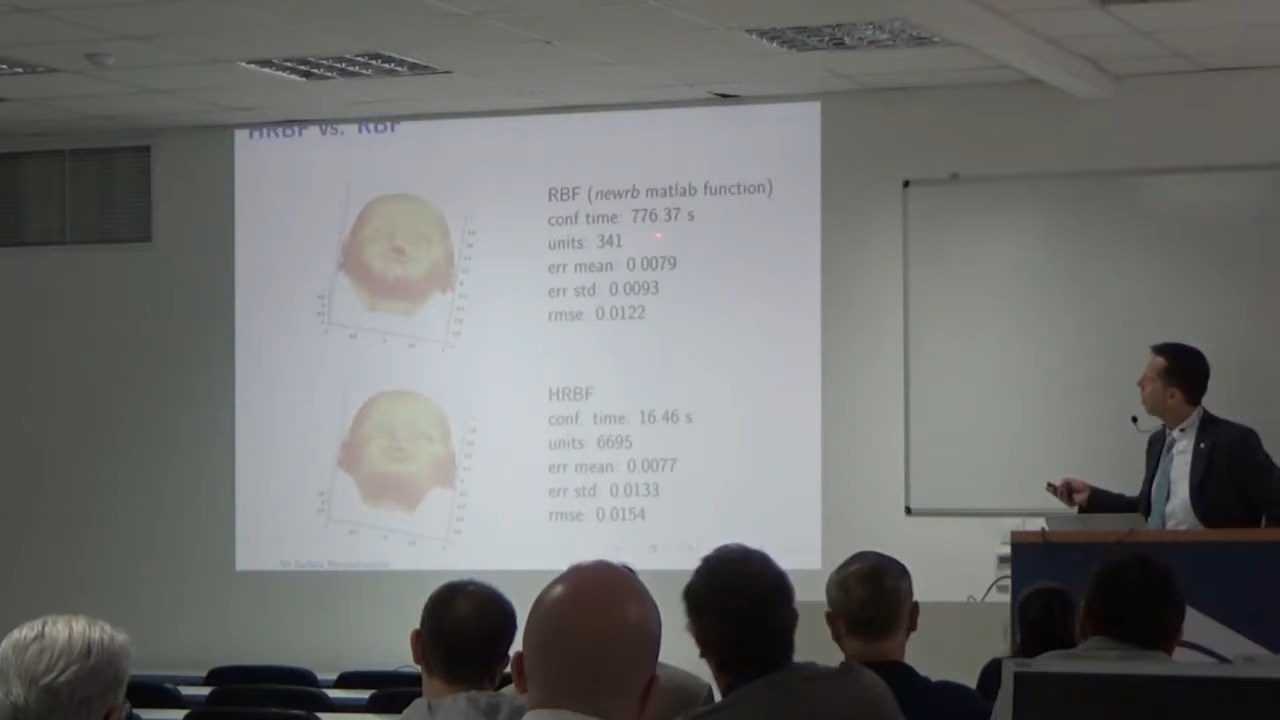 HRBF vs. RBF
RBF (newrb matlab function)
conf time: 776.37 s
units: 341
err mean: 0.0079
err std: 0.0093
rmse: 0.0122
HRBF
conf. time: 16.46 s
units: 6695
err mean: 0.0077
err std: 0.0133
rmse: 0.0154